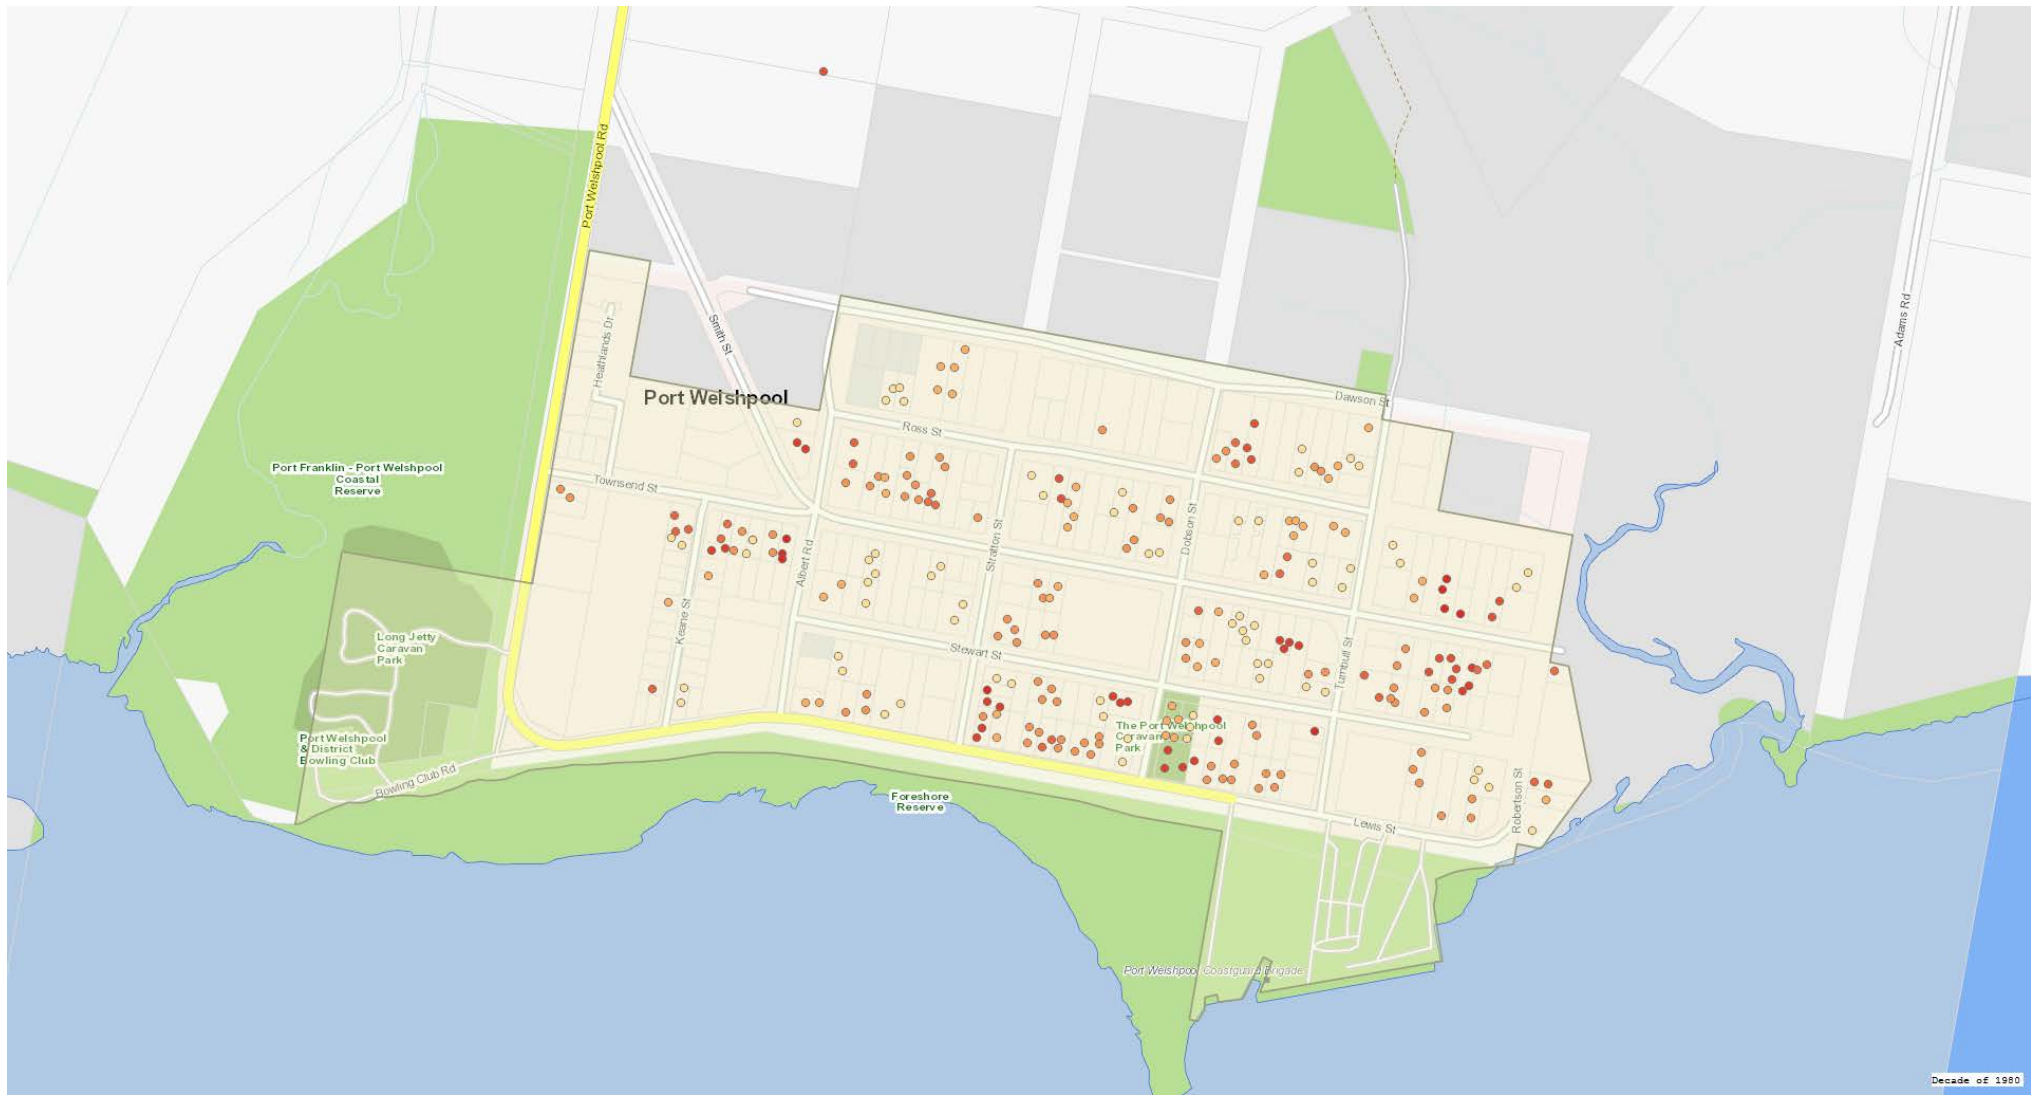 Port Welshpool Rd
Adams Rd
Smith St
Heathlands Dr
Port Welshpool
Dawson St
Ross St
Port Franklin - Port Welshpool
Coastal
Reserve
Townsend St
Dobson St
Stratton St
Albert Rd
Keane St
Long Jetty
Caravan
Park
Stewart St
Turnbull St
The Port Welshpool
Caravan
Park
Port Welshpool
& District
Bowling Club
Bowling Club Rd
Foreshore
Reserve
Robertson St
Lewis St
Port Welshpool Coastguard Brigade
Decade of 1980